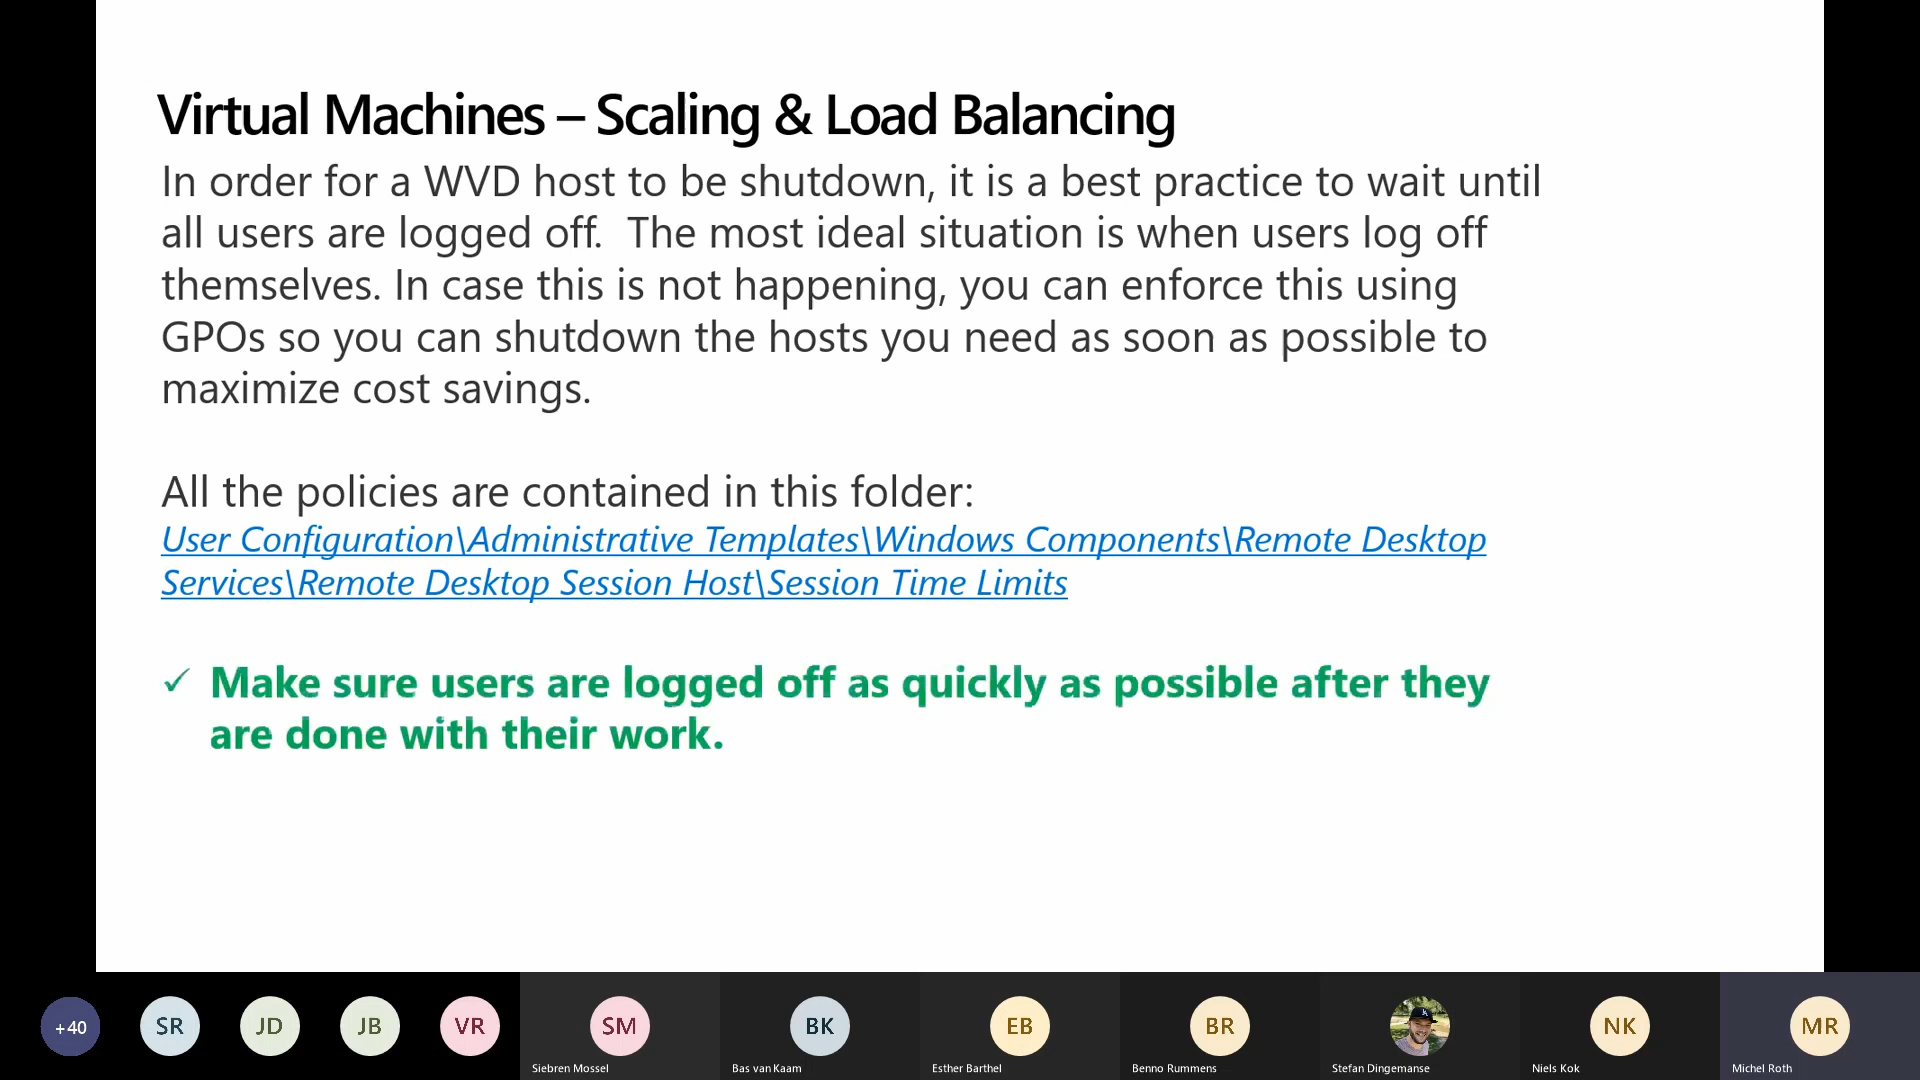 Virtual Machines – Scaling & Load Balancing
In order for a WVD host to be shutdown, it is a best practice to wait until
all users are logged off.  The most ideal situation is when users log off
themselves. In case this is not happening, you can enforce this using
GPOs so you can shutdown the hosts you need as soon as possible to
maximize cost savings.
All the policies are contained in this folder:
User Configuration\Administrative Templates\Windows Components\Remote Desktop
Services\Remote Desktop Session Host\Session Time Limits
✓ Make sure users are logged off as quickly as possible after they
are done with their work.
+40
SR
JD
JB
VR
SM
BK
EB
BR
NK
MR
Siebren Mossel
Bas van Kaam
Esther Barthel
Benno Rummens
Stefan Dingemanse
Niels Kok
Michel Roth